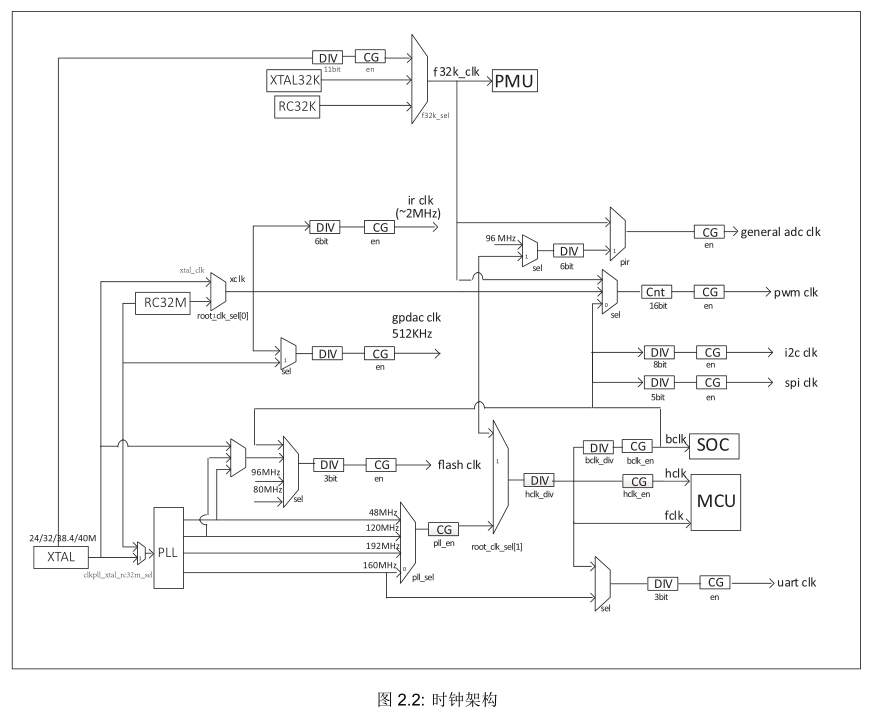 DIV
CG
11bit
en
XTAL32K
RC32K
f32k_clk
PMU
f32k_sel
ir clk
(~2MHz)
DIV
CG
6bit
en
96 MHz
1
sel
DIV
6bit
1
pir
CG
en
general adc clk
xtal_clk
xclk
RC32M
root_clk_sel[0]
0
sel
Cnt
16bit
CG
en
pwm clk
gpdac clk
512KHz
1
sel
DIV
CG
en
DIV
8bit
CG
en
i2c clk
DIV
5bit
CG
en
spi clk
96MHz
80MHz
sel
DIV
3bit
CG
en
flash clk
1
root_clk_sel[1]
DIV
hclk_div
DIV
bclk_div
CG
bclk_en
bclk
SOC
CG
hclk_en
hclk
fclk
MCU
24/32/38.4/40M
XTAL
clkpll_xtal_rc32m_sel
PLL
48MHz
120MHz
192MHz
160MHz
0
pll_sel
CG
pll_en
sel
DIV
3bit
CG
en
uart clk
图 2.2: 时钟架构